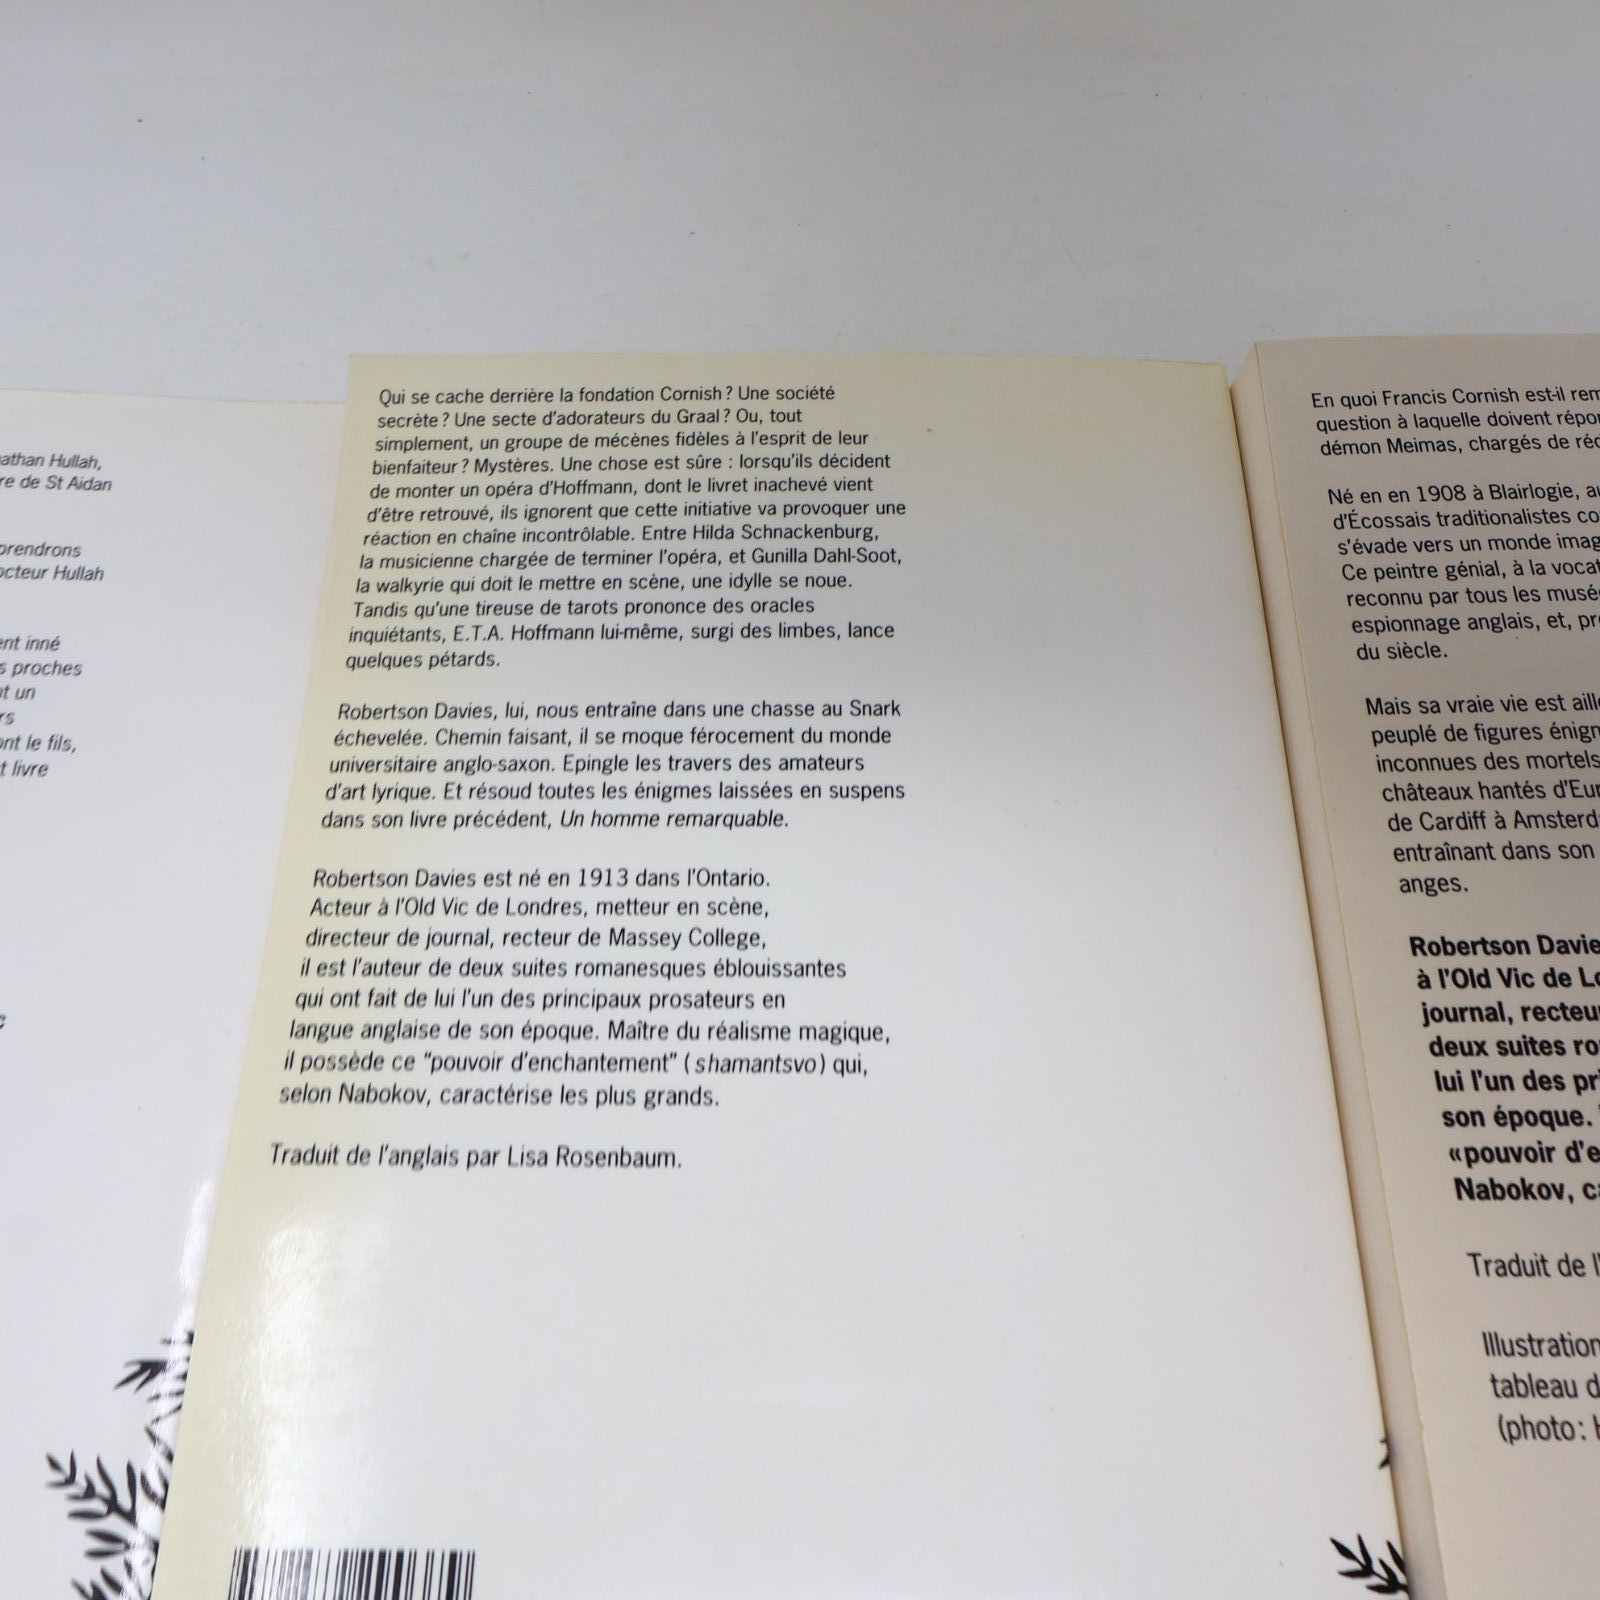 athan Hullah,
re de St Aidan
prendrons
octeur Hullah
ent inné
s proches
t un
rs
ont le fils,
t livre
Qui se cache derrière la fondation Cornish ? Une société
secrète ? Une secte d'adorateurs du Graal ? Ou, tout
simplement, un groupe de mécènes fidèles à l'esprit de leur
bienfaiteur ? Mystères. Une chose est sûre : lorsqu'ils décident
de monter un opéra d'Hoffmann, dont le livret inachevé vient
d'être retrouvé, ils ignorent que cette initiative va provoquer une
réaction en chaîne incontrôlable. Entre Hilda Schnackenburg,
la musicienne chargée de terminer l'opéra, et Gunilla Dahl-Soot,
la walkyrie qui doit le mettre en scène, une idylle se noue.
Tandis qu'une tireuse de tarots prononce des oracles
inquiétants, E.T.A. Hoffmann lui-même, surgi des limbes, lance
quelques pétards.
Robertson Davies, lui, nous entraîne dans une chasse au Snark
échevelée. Chemin faisant, il se moque férocement du monde
universitaire anglo-saxon. Epingle les travers des amateurs
d'art lyrique. Et résoud toutes les énigmes laissées en suspens
dans son livre précédent, Un homme remarquable.
Robertson Davies est né en 1913 dans l'Ontario.
Acteur à l'Old Vic de Londres, metteur en scène,
directeur de journal, recteur de Massey College,
il est l'auteur de deux suites romanesques éblouissantes
qui ont fait de lui l'un des principaux prosateurs en
langue anglaise de son époque. Maître du réalisme magique,
il possède ce "pouvoir d'enchantement" (shamantsvo) qui,
selon Nabokov, caractérise les plus grands.
Traduit de l'anglais par Lisa Rosenbaum.
En quoi Francis Cornish est-il rem
question à laquelle doivent répon
démon Meimas, chargés de réd
Né en en 1908 à Blairlogie, au
d'Écossais traditionalistes co
s'évade vers un monde imag
Ce peintre génial, à la vocat
reconnu par tous les musé
espionnage anglais, et, pr
du siècle.
Mais sa vraie vie est aill
peuplé de figures énign
inconnues des mortels
châteaux hantés d'Eur
de Cardiff à Amsterd
entraînant dans son
anges.
Robertson Davie
à l'Old Vic de Lo
journal, recteur
deux suites ro
lui l'un des pri
son époque.
«pouvoir d'e
Nabokov, ca
Traduit de l'
Illustration
tableau d
(photo: H